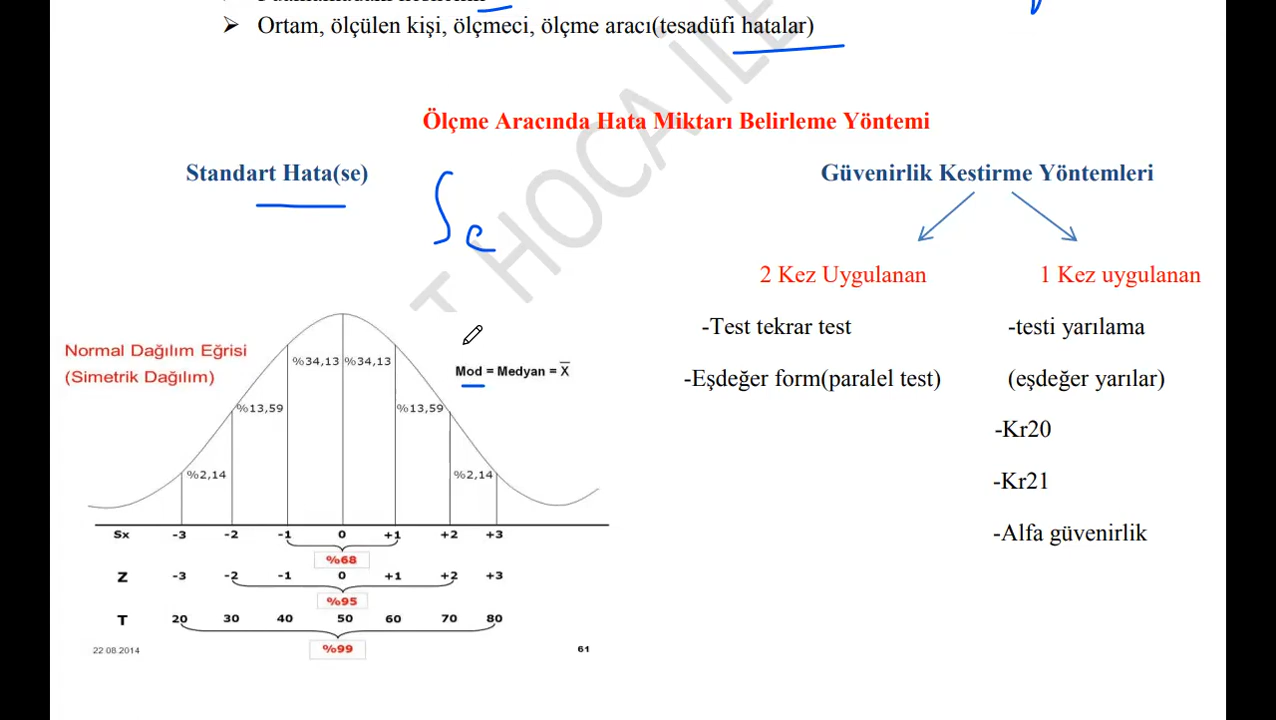 Ortam, ölçülen kişi, ölçmeci, ölçme aracı(tesadüfi hatalar)
HOCA İLE
Ölçme Aracında Hata Miktarı Belirleme Yöntemi
Standart Hata(se)
Se
Güvenirlik Kestirme Yöntemleri
2 Kez Uygulanan
-Test tekrar test
-Eşdeğer form(paralel test)
1 Kez uygulanan
-testi yarılama
(eşdeğer yarılar)
-Kr20
-Kr21
-Alfa güvenirlik
Normal Dağılım Eğrisi
(Simetrik Dağılım)
Mod = Medyan = X̅
%34,13 %34,13
%13,59 %13,59
%2,14 %2,14
Sx -3 -2 -1 0 +1 +2 +3
%68
Z -3 -2 -1 0 +1 +2 +3
%95
T 20 30 40 50 60 70 80
%99
22.08.2014
61